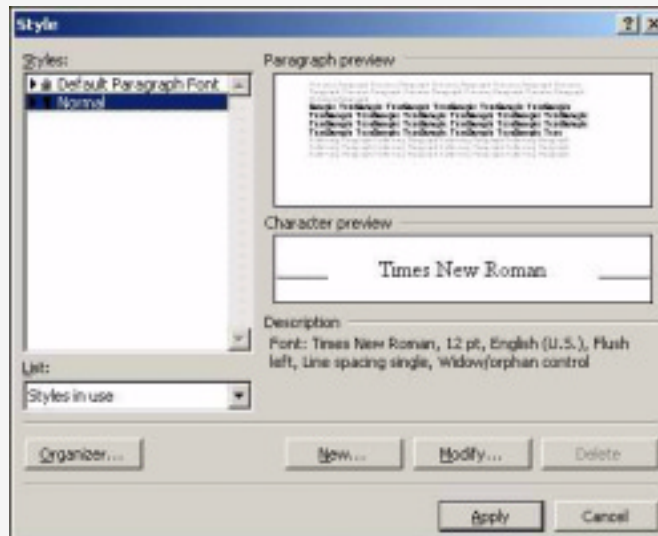 Style
Styles:
Default Paragraph Font
Normal
Paragraph preview
Character preview
Times New Roman
Description
Font: Times New Roman, 12 pt, English (U.S.), Flush
left, Line spacing single, Widow/orphan control
List:
Styles in use
Organizer...
New...
Modify...
Delete
Apply
Cancel